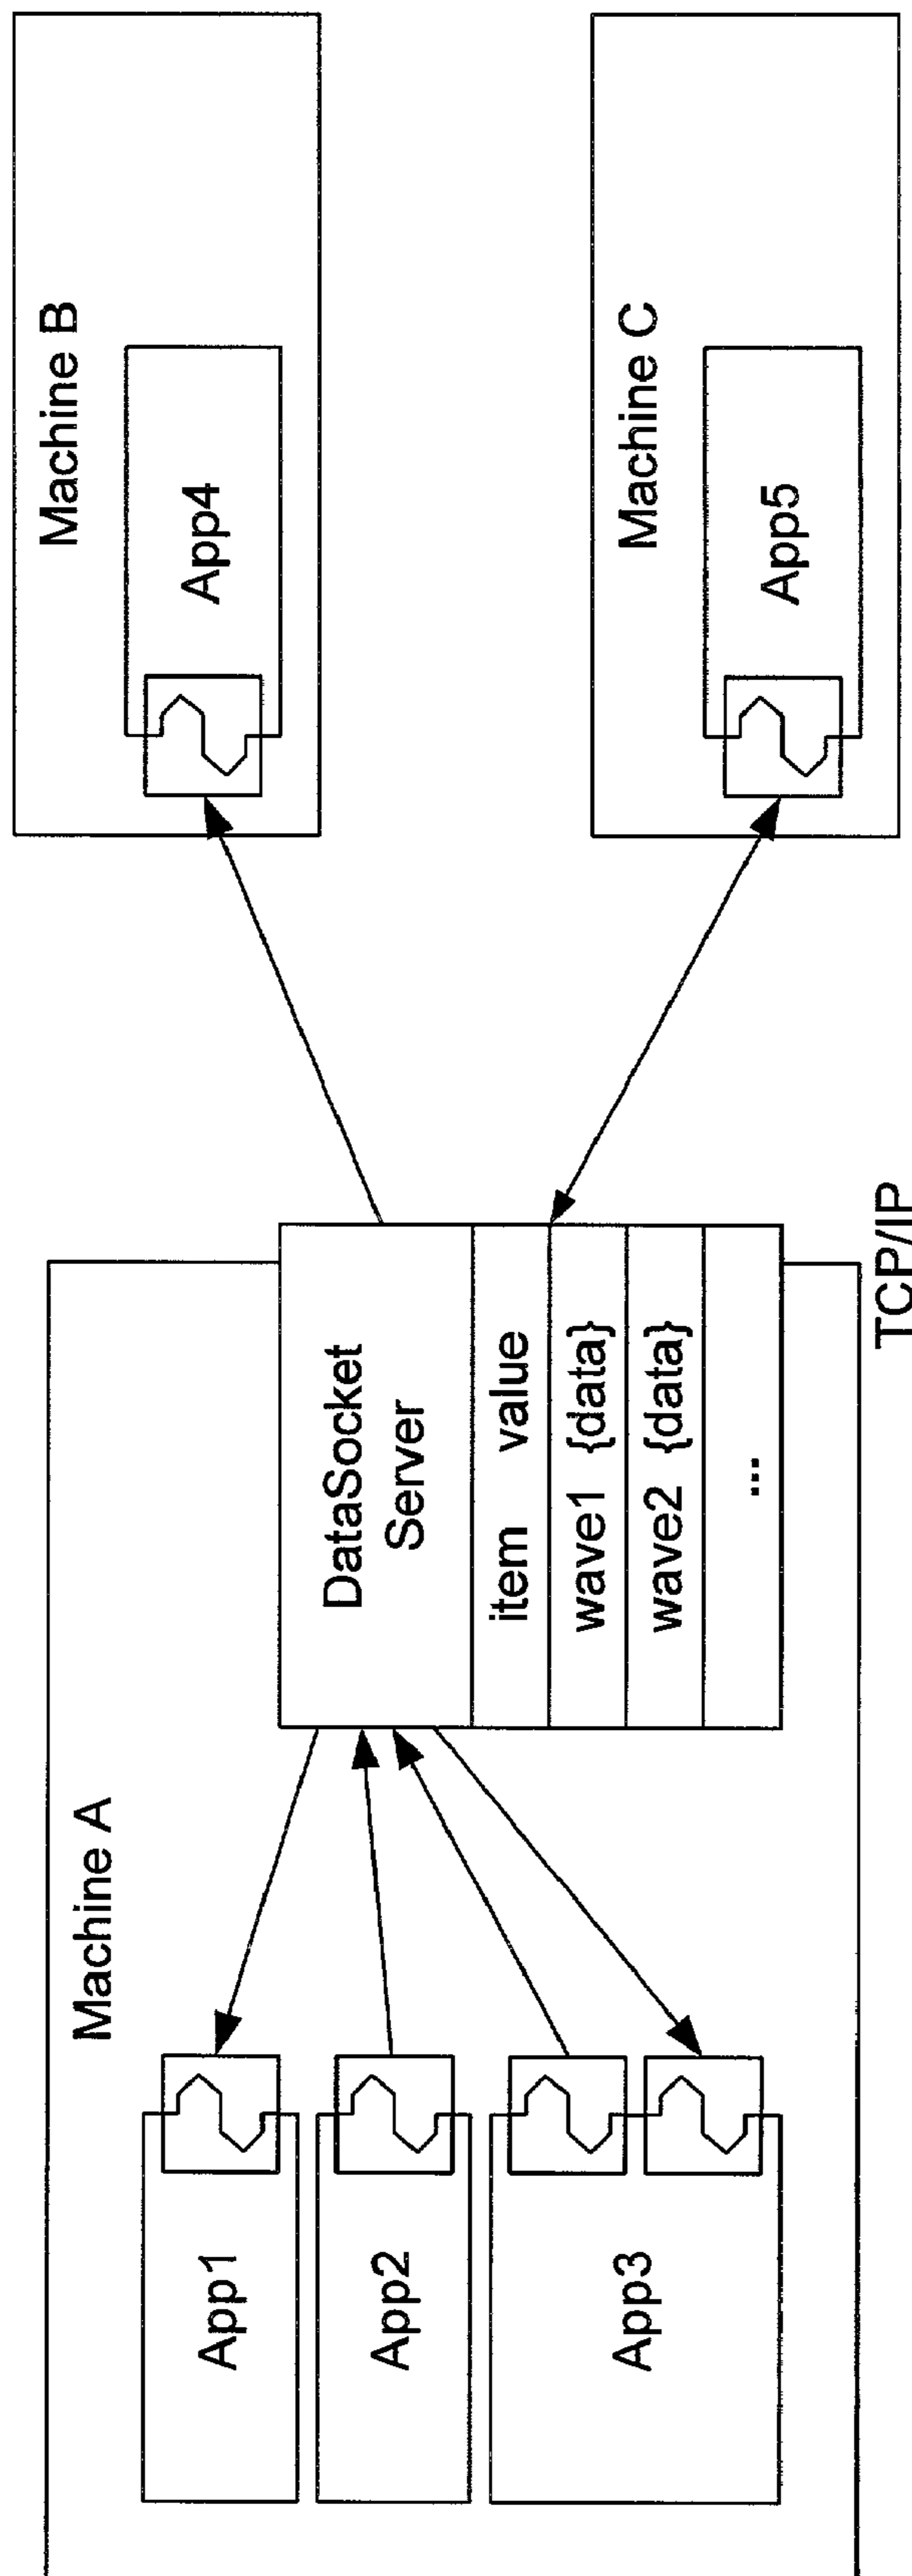 Machine A
App1
App2
App3
DataSocket
Server
item value
wave1 {data}
wave2 {data}
...
TCP/IP
Machine B
App4
Machine C
App5